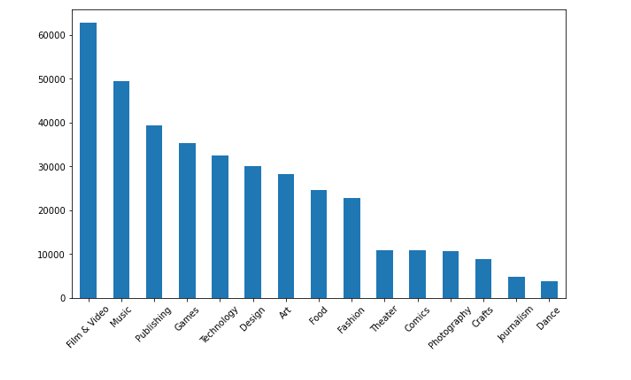 60000
50000
40000
30000
20000
10000
0
Film & Video
Music
Publishing
Games
Technology
Design
Art
Food
Fashion
Theater
Comics
Photography
Crafts
Journalism
Dance